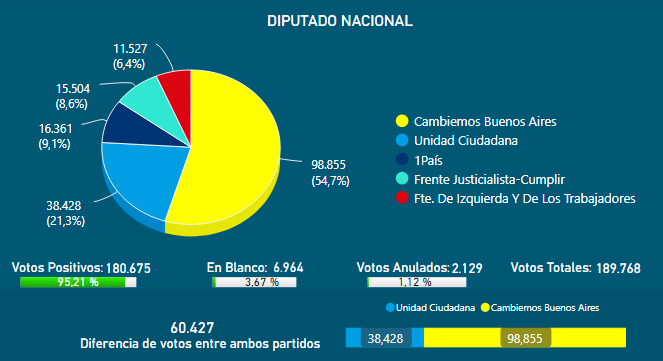 DIPUTADO NACIONAL
11.527
(6,4%)
15.504
(8,6%)
16.361
(9,1%)
38.428
(21,3%)
98.855
(54,7%)
Cambiemos Buenos Aires
Unidad Ciudadana
1País
Frente Justicialista-Cumplir
Fte. De Izquierda Y De Los Trabajadores
Votos Positivos: 180.675
95,21 %
En Blanco: 6.964
3,67 %
Votos Anulados: 2.129
1,12 %
Votos Totales: 189.768
60.427
Diferencia de votos entre ambos partidos
Unidad Ciudadana Cambiemos Buenos Aires
38,428 98,855